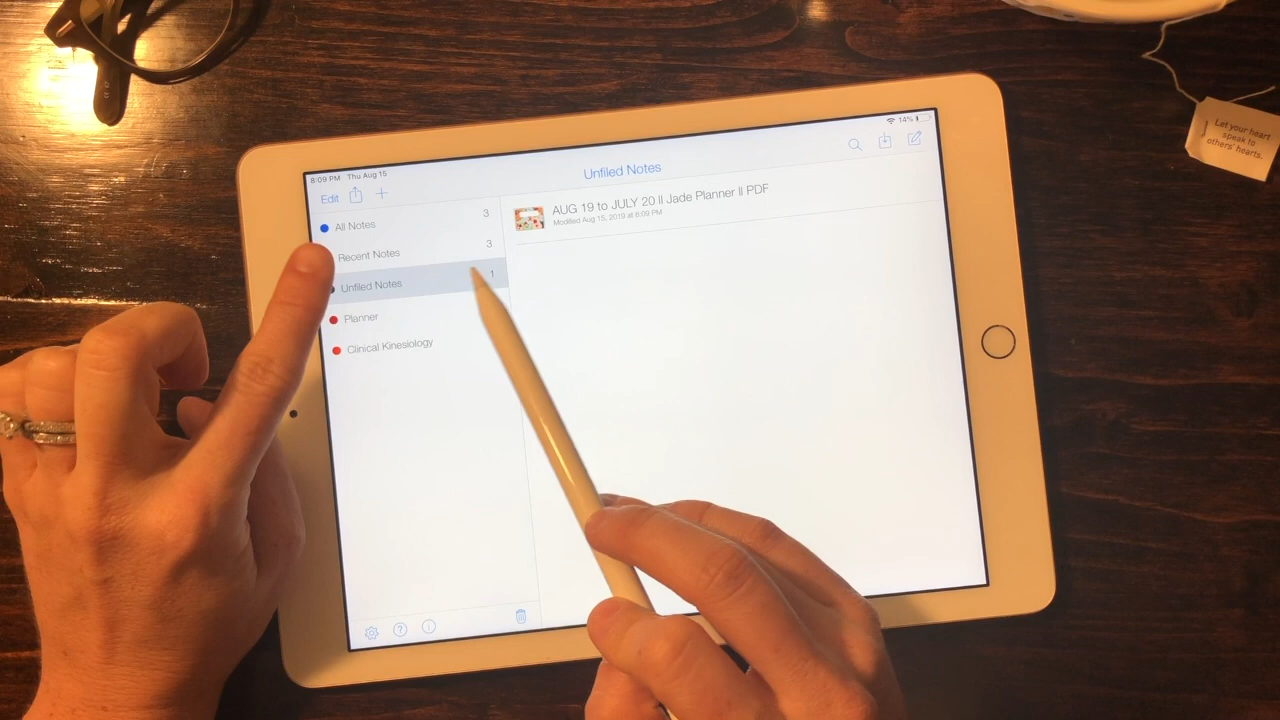 8:09 PM Thu Aug 15
14%
Edit
Unfiled Notes
All Notes 3
Recent Notes 3
Unfiled Notes 1
Planner
Clinical Kinesiology
AUG 19 to JULY 20 II Jade Planner II PDF
Modified Aug 15, 2019 at 8:09 PM
?
i
Let your heart
speak to
others' hearts.